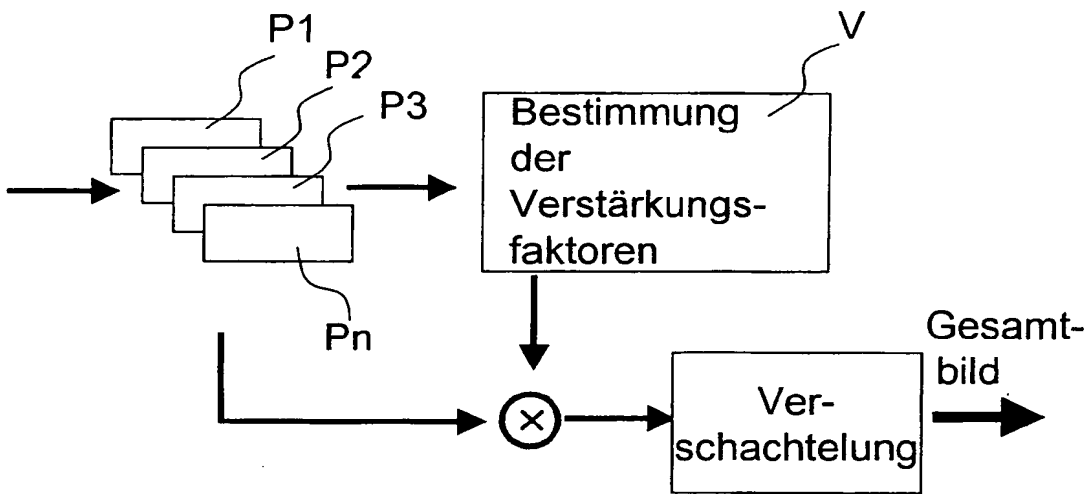 P1
P2
P3
Pn
V
Bestimmung
der
Verstärkungs-
faktoren
×
Ver-
schachtelung
Gesamt-
bild